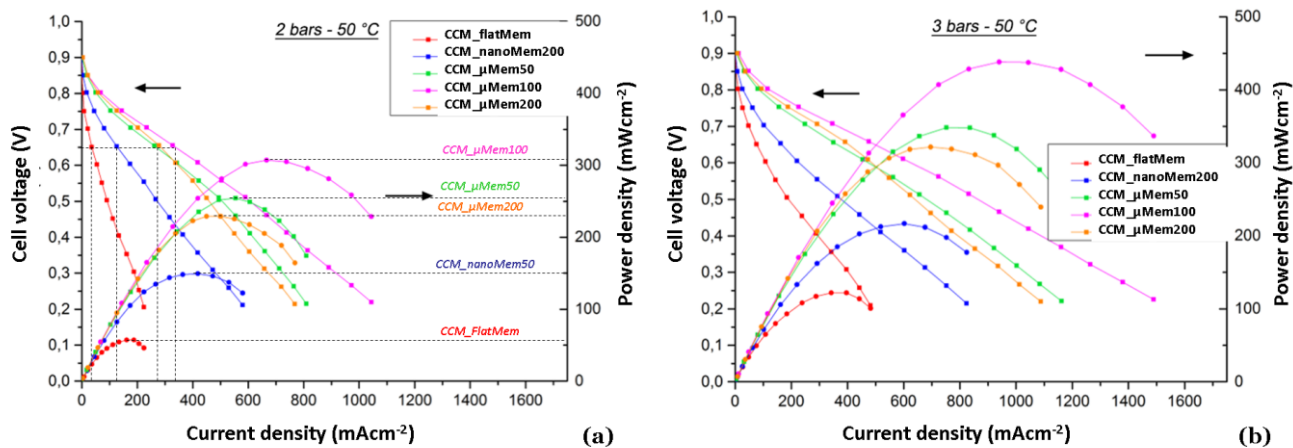 2 bars - 50 °C
CCM_flatMem
CCM_nanoMem200
CCM_µMem50
CCM_µMem100
CCM_µMem200
CCM_µMem100
CCM_µMem50
CCM_µMem200
CCM_nanoMem50
CCM_FlatMem
Cell voltage (V)
1,0
0,9
0,8
0,7
0,6
0,5
0,4
0,3
0,2
0,1
0,0
500
400
300
200
100
0
Power density (mWcm-2)
0 200 400 600 800 1000 1200 1400 1600
Current density (mAcm-2)
(a)
3 bars - 50 °C
CCM_flatMem
CCM_nanoMem200
CCM_µMem50
CCM_µMem100
CCM_µMem200
Cell voltage (V)
1,0
0,9
0,8
0,7
0,6
0,5
0,4
0,3
0,2
0,1
0,0
500
400
300
200
100
0
Power density (mWcm-2)
0 200 400 600 800 1000 1200 1400 1600
Current density (mAcm-2)
(b)